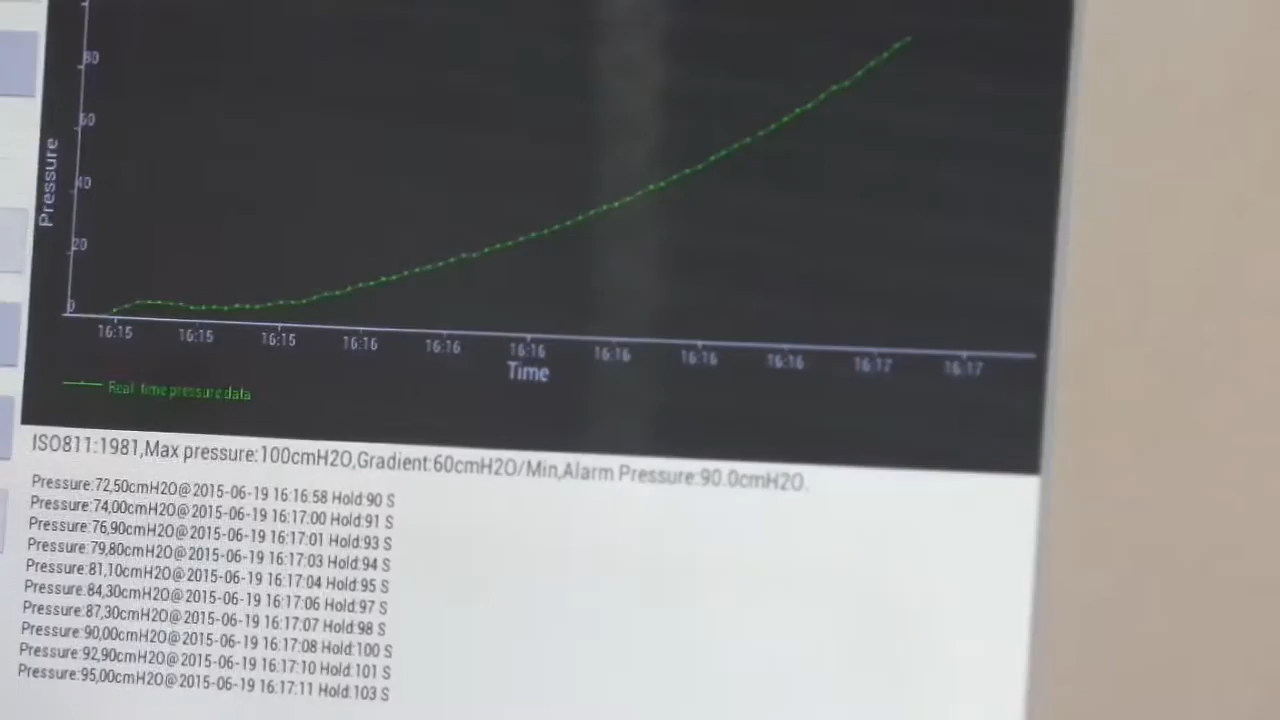 80
60
40
20
0
Pressure
16:15 16:15 16:15 16:16 16:16 16:16 16:16 16:16 16:16 16:17 16:17
Time
Real time pressure data
ISO811:1981,Max pressure:100cmH2O,Gradient:60cmH2O/Min,Alarm Pressure:90.0cmH2O.
Pressure:72,50cmH2O@2015-06-19 16:16:58 Hold:90 S
Pressure:74,00cmH2O@2015-06-19 16:17:00 Hold:91 S
Pressure:76,90cmH2O@2015-06-19 16:17:01 Hold:93 S
Pressure:79,80cmH2O@2015-06-19 16:17:03 Hold:94 S
Pressure:81,10cmH2O@2015-06-19 16:17:04 Hold:95 S
Pressure:84,30cmH2O@2015-06-19 16:17:06 Hold:97 S
Pressure:87,30cmH2O@2015-06-19 16:17:07 Hold:98 S
Pressure:90,00cmH2O@2015-06-19 16:17:08 Hold:100 S
Pressure:92,90cmH2O@2015-06-19 16:17:10 Hold:101 S
Pressure:95,00cmH2O@2015-06-19 16:17:11 Hold:103 S